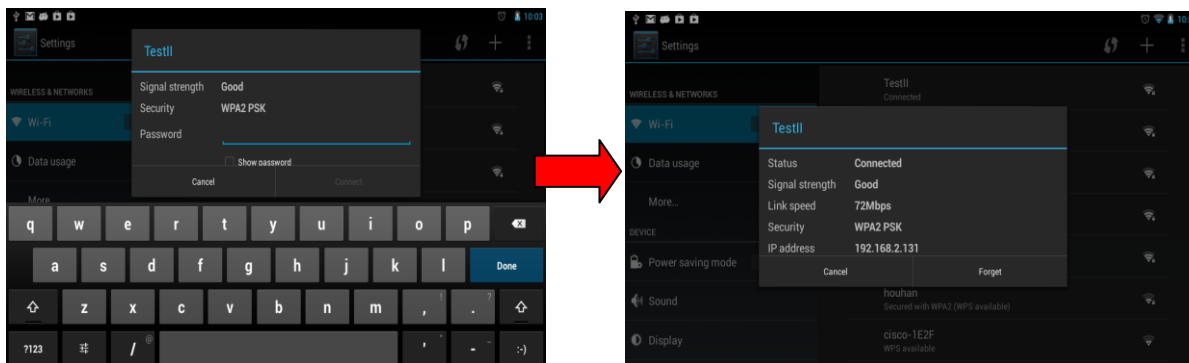 10:03
Settings
TestII
Signal strength Good
WIRELESS & NETWORKS
Security WPA2 PSK
Wi-Fi
Password
Data usage
Show password
Cancel Connect
More
q w e r t y u i o p
a s d f g h j k l Done
z x c v b n m , ! . ?
?123 / @ ' " - _ :-)
10:
Settings
TestII
Connected
WIRELESS & NETWORKS
Wi-Fi
TestII
Data usage
Status Connected
Signal strength Good
More...
Link speed 72Mbps
Security WPA2 PSK
DEVICE
IP address 192.168.2.131
Power saving mode
Cancel Forget
Sound
houhan
Secured with WPA2 (WPS available)
Display
cisco-1E2F
WPS available